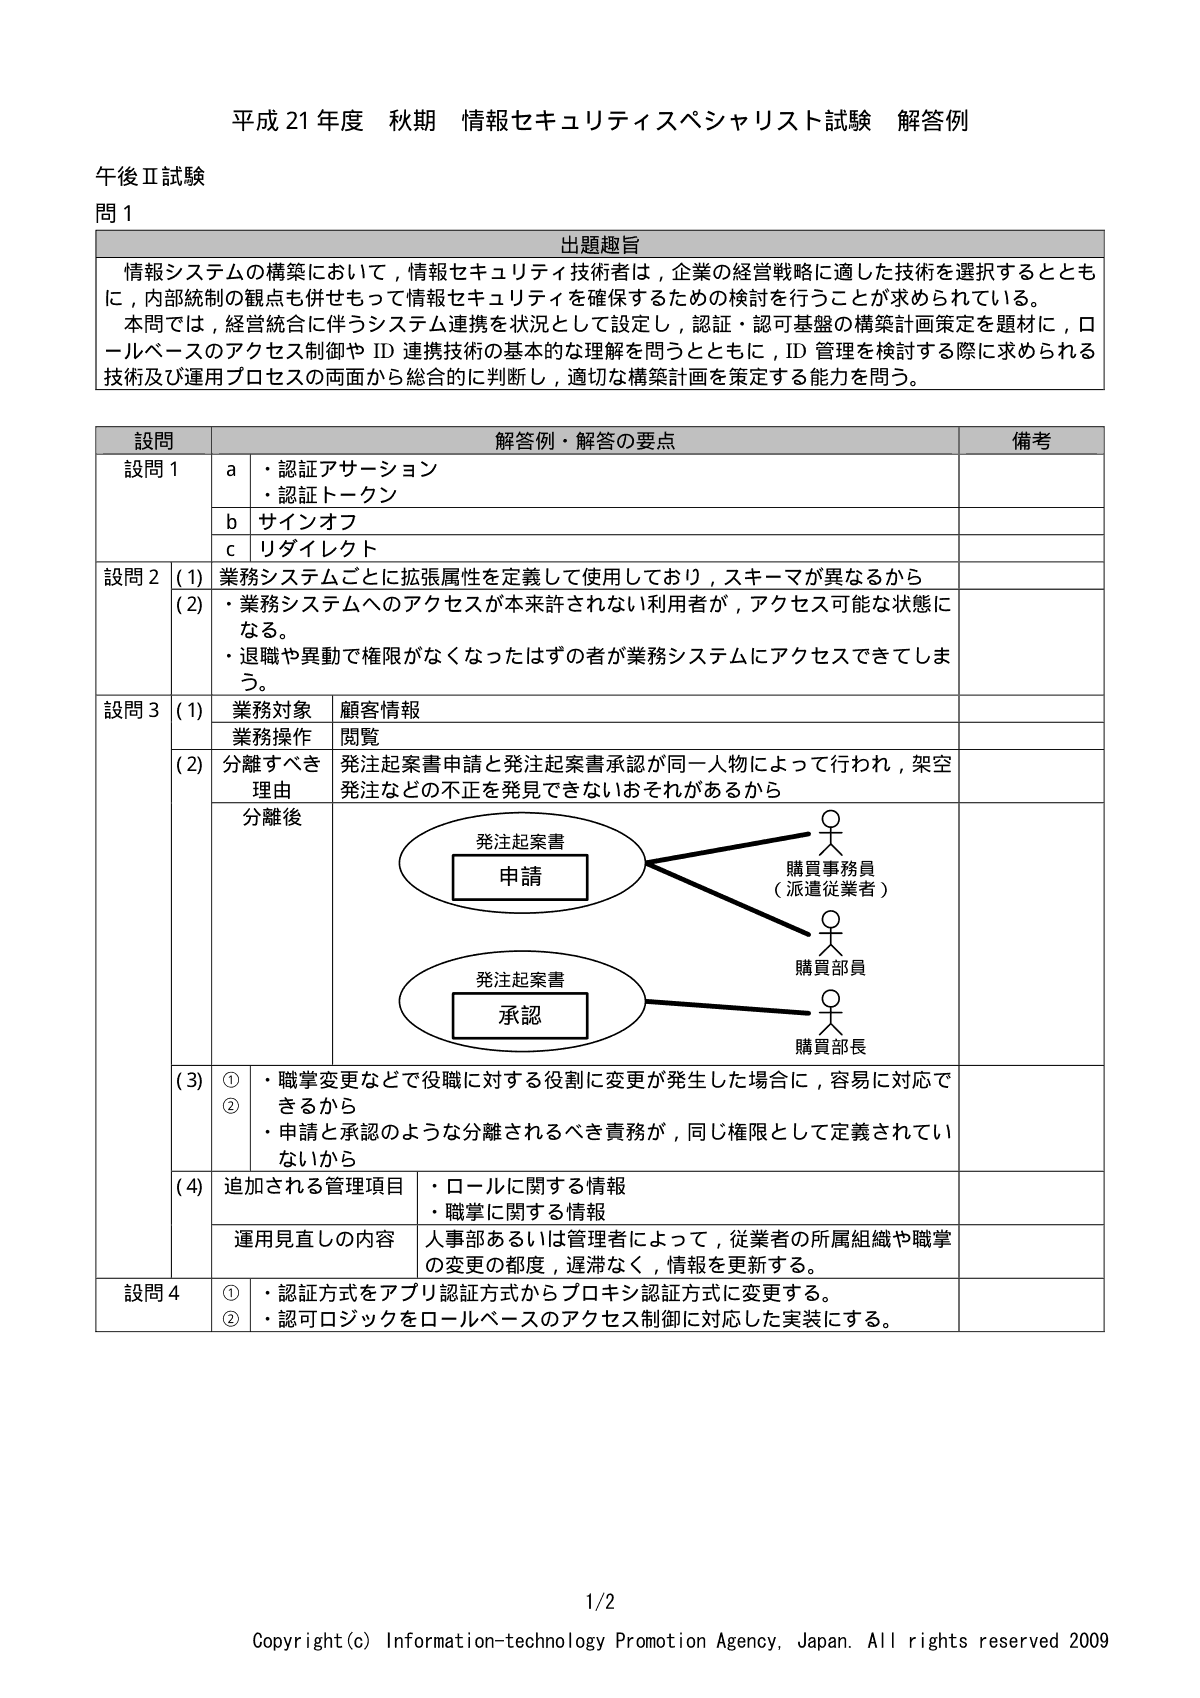 平成 21 年度　秋期　情報セキュリティスペシャリスト試験　解答例
午後Ⅱ試験
問 1
出題趣旨
　情報システムの構築において，情報セキュリティ技術者は，企業の経営戦略に適した技術を選択するととも
に，内部統制の観点も併せもって情報セキュリティを確保するための検討を行うことが求められている。
　本問では，経営統合に伴うシステム連携を状況として設定し，認証・認可基盤の構築計画策定を題材に，ロ
ールベースのアクセス制御や ID 連携技術の基本的な理解を問うとともに，ID 管理を検討する際に求められる
技術及び運用プロセスの両面から総合的に判断し，適切な構築計画を策定する能力を問う。
設問 解答例・解答の要点 備考
設問 1 a ・認証アサーション
・認証トークン
b サインオフ
c リダイレクト
設問 2 (1) 業務システムごとに拡張属性を定義して使用しており，スキーマが異なるから
(2) ・業務システムへのアクセスが本来許されない利用者が，アクセス可能な状態に
なる。
・退職や異動で権限がなくなったはずの者が業務システムにアクセスできてしま
う。
設問 3 (1) 業務対象 顧客情報
業務操作 閲覧
(2) 分離すべき 発注起案書申請と発注起案書承認が同一人物によって行われ，架空
理由 発注などの不正を発見できないおそれがあるから
分離後
発注起案書
申請
購買事務員
（派遣従業者）
購買部員
発注起案書
承認
購買部長
(3) ① ・職掌変更などで役職に対する役割に変更が発生した場合に，容易に対応で
② きるから
・申請と承認のような分離されるべき責務が，同じ権限として定義されてい
ないから
(4) 追加される管理項目 ・ロールに関する情報
・職掌に関する情報
運用見直しの内容 人事部あるいは管理者によって，従業者の所属組織や職掌
の変更の都度，遅滞なく，情報を更新する。
設問 4 ① ・認証方式をアプリ認証方式からプロキシ認証方式に変更する。
② ・認可ロジックをロールベースのアクセス制御に対応した実装にする。
1/2
Copyright(c) Information-technology Promotion Agency, Japan. All rights reserved 2009